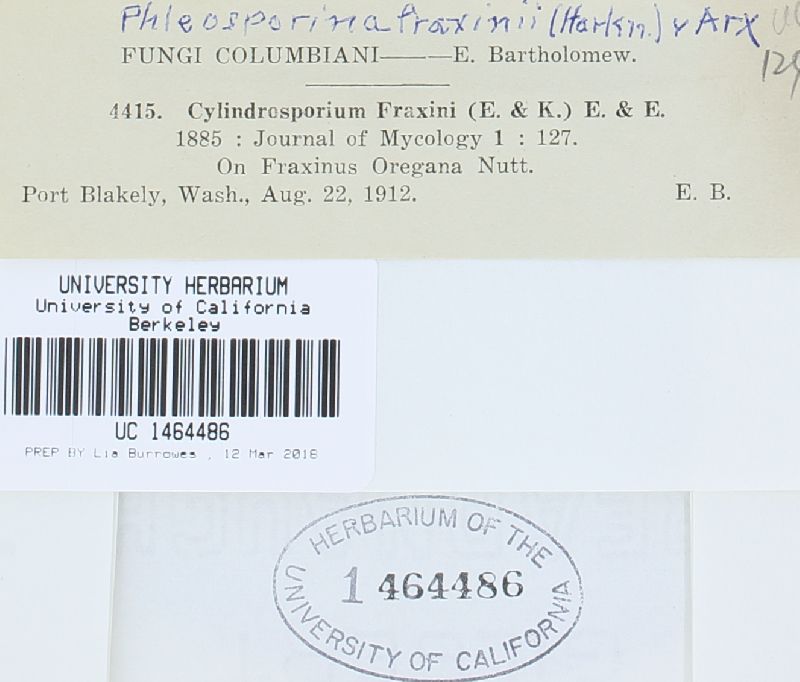 Phleosporina fraxinii (Harkn.) v Arx
FUNGI COLUMBIANI——E. Bartholomew.
4415. Cylindrosporium Fraxini (E. & K.) E. & E.
1885 : Journal of Mycology 1 : 127.
On Fraxinus Oregana Nutt.
Port Blakely, Wash., Aug. 22, 1912. E. B.
UNIVERSITY HERBARIUM
University of California
Berkeley
UC 1464486
PREP BY Lia Burrowes , 12 Mar 2018
HERBARIUM OF THE
1 464486
UNIVERSITY OF CALIFORNIA